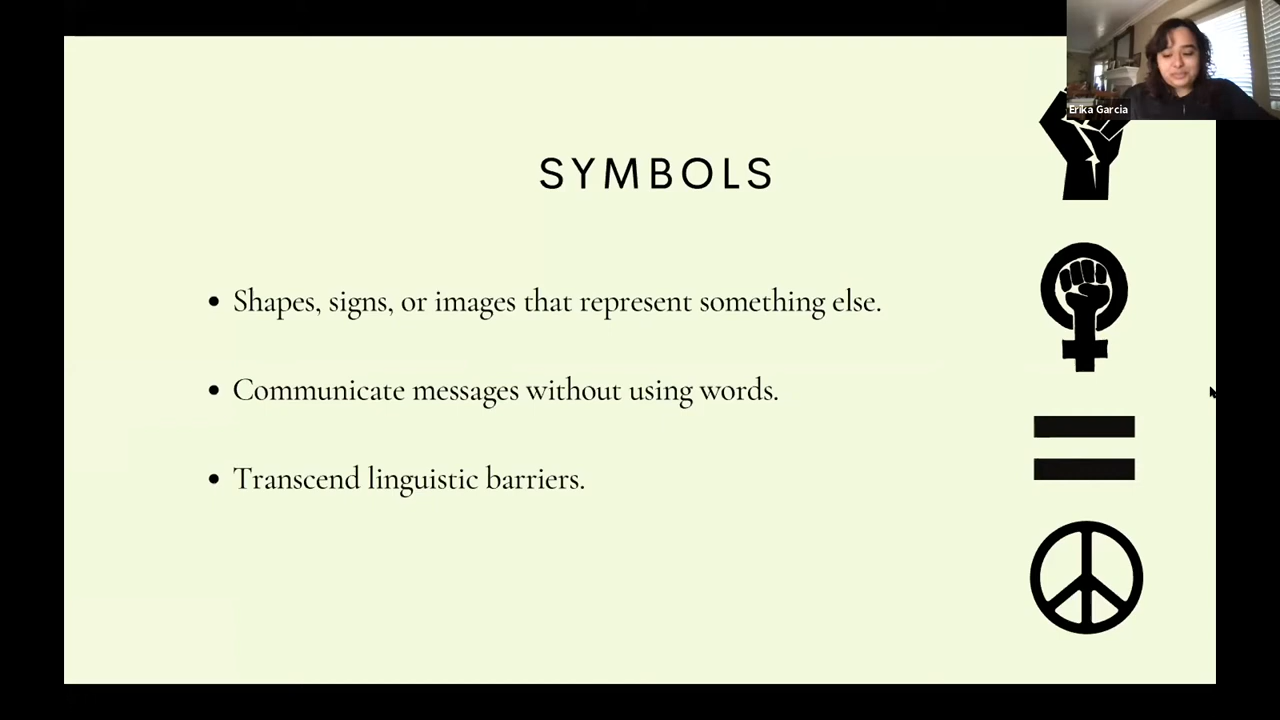 Erika Garcia
SYMBOLS
Shapes, signs, or images that represent something else.
Communicate messages without using words.
Transcend linguistic barriers.